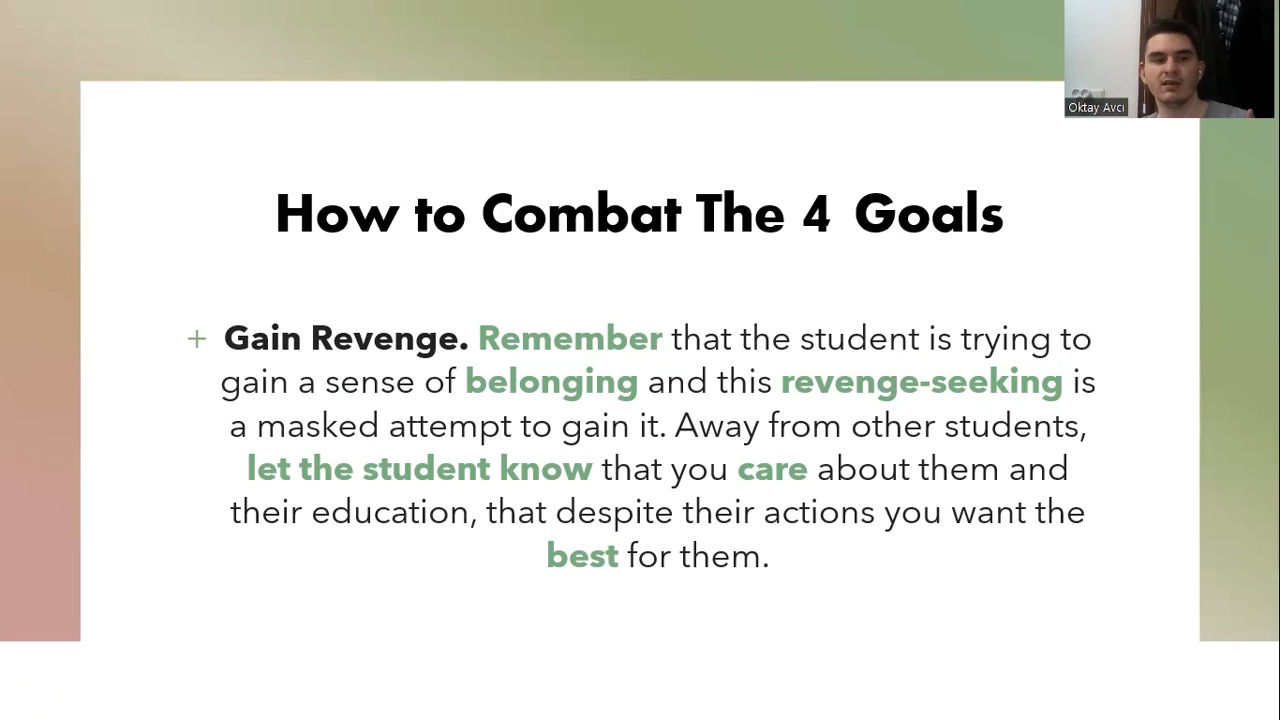 Oktay Avcı
How to Combat The 4 Goals
+ Gain Revenge. Remember that the student is trying to
gain a sense of belonging and this revenge-seeking is
a masked attempt to gain it. Away from other students,
let the student know that you care about them and
their education, that despite their actions you want the
best for them.